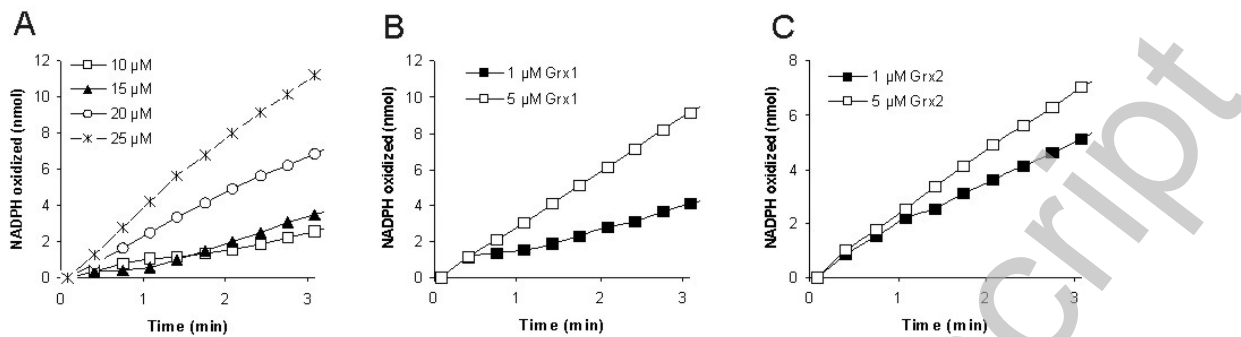 A
10 µM
15 µM
20 µM
25 µM
NADPH oxidized (nmol)
12
10
8
6
4
2
0
0 1 2 3
Time (min)
B
1 µM Grx1
5 µM Grx1
NADPH oxidized (nmol)
12
10
8
6
4
2
0
0 1 2 3
Time (min)
C
1 µM Grx2
5 µM Grx2
NADPH oxidized (nmol)
8
6
4
2
0
0 1 2 3
Time (min)
cript